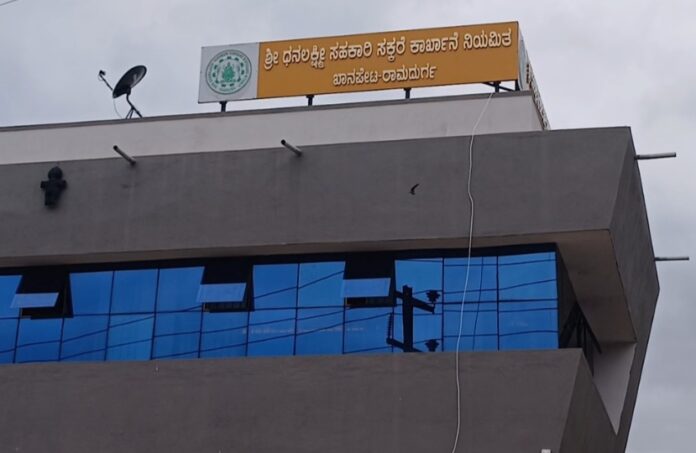 ಶ್ರೀ ಧನಲಕ್ಷ್ಮೀ ಸಹಕಾರಿ ಸಕ್ಕರೆ ಕಾರ್ಖಾನೆ ನಿಯಮಿತ
ಖಾನಪೇಟ-ರಾಮದುರ್ಗ